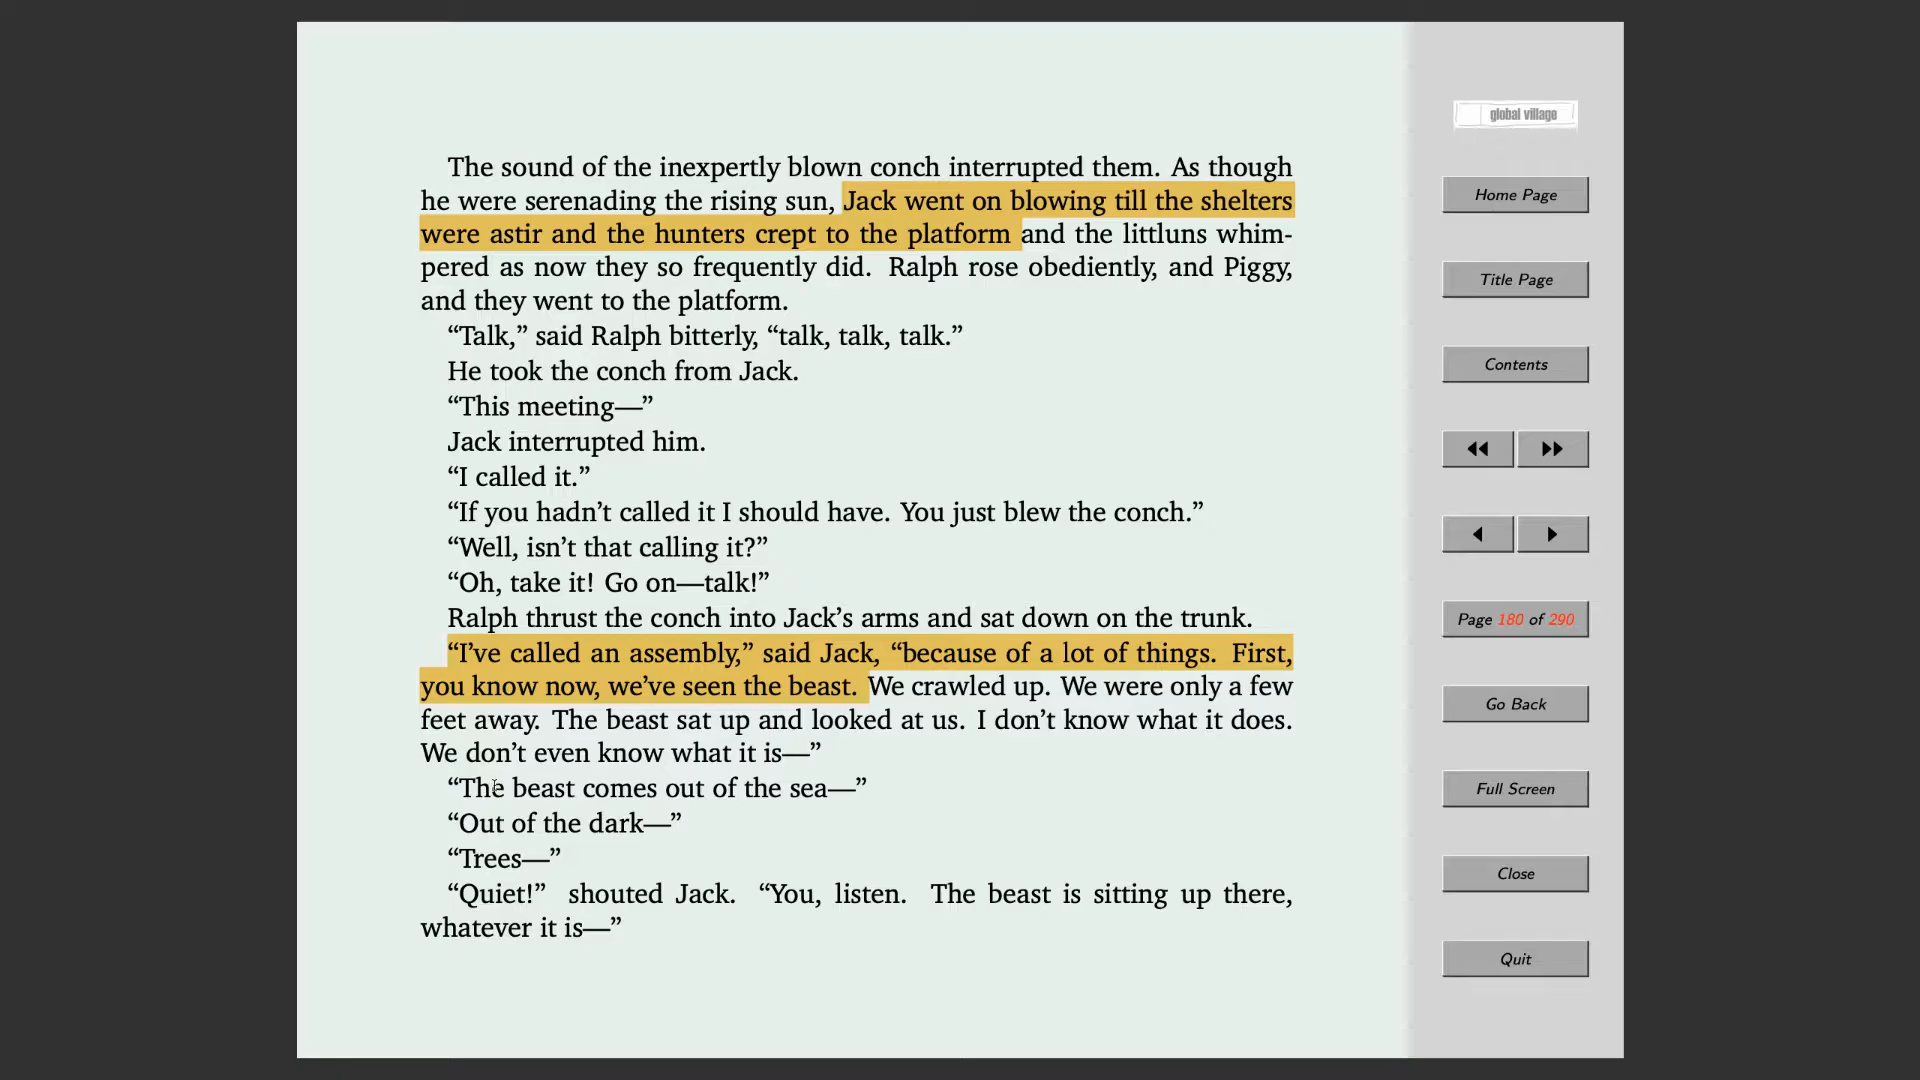 The sound of the inexpertly blown conch interrupted them. As though
he were serenading the rising sun, Jack went on blowing till the shelters
were astir and the hunters crept to the platform and the littluns whim-
pered as now they so frequently did. Ralph rose obediently, and Piggy,
and they went to the platform.
“Talk,” said Ralph bitterly, “talk, talk, talk.”
He took the conch from Jack.
“This meeting—”
Jack interrupted him.
“I called it.”
“If you hadn’t called it I should have. You just blew the conch.”
“Well, isn’t that calling it?”
“Oh, take it! Go on—talk!”
Ralph thrust the conch into Jack’s arms and sat down on the trunk.
“I’ve called an assembly,” said Jack, “because of a lot of things. First,
you know now, we’ve seen the beast. We crawled up. We were only a few
feet away. The beast sat up and looked at us. I don’t know what it does.
We don’t even know what it is—”
“The beast comes out of the sea—”
“Out of the dark—”
“Trees—”
“Quiet!” shouted Jack. “You, listen. The beast is sitting up there,
whatever it is—”
global village
Home Page
Title Page
Contents
Page 180 of 290
Go Back
Full Screen
Close
Quit